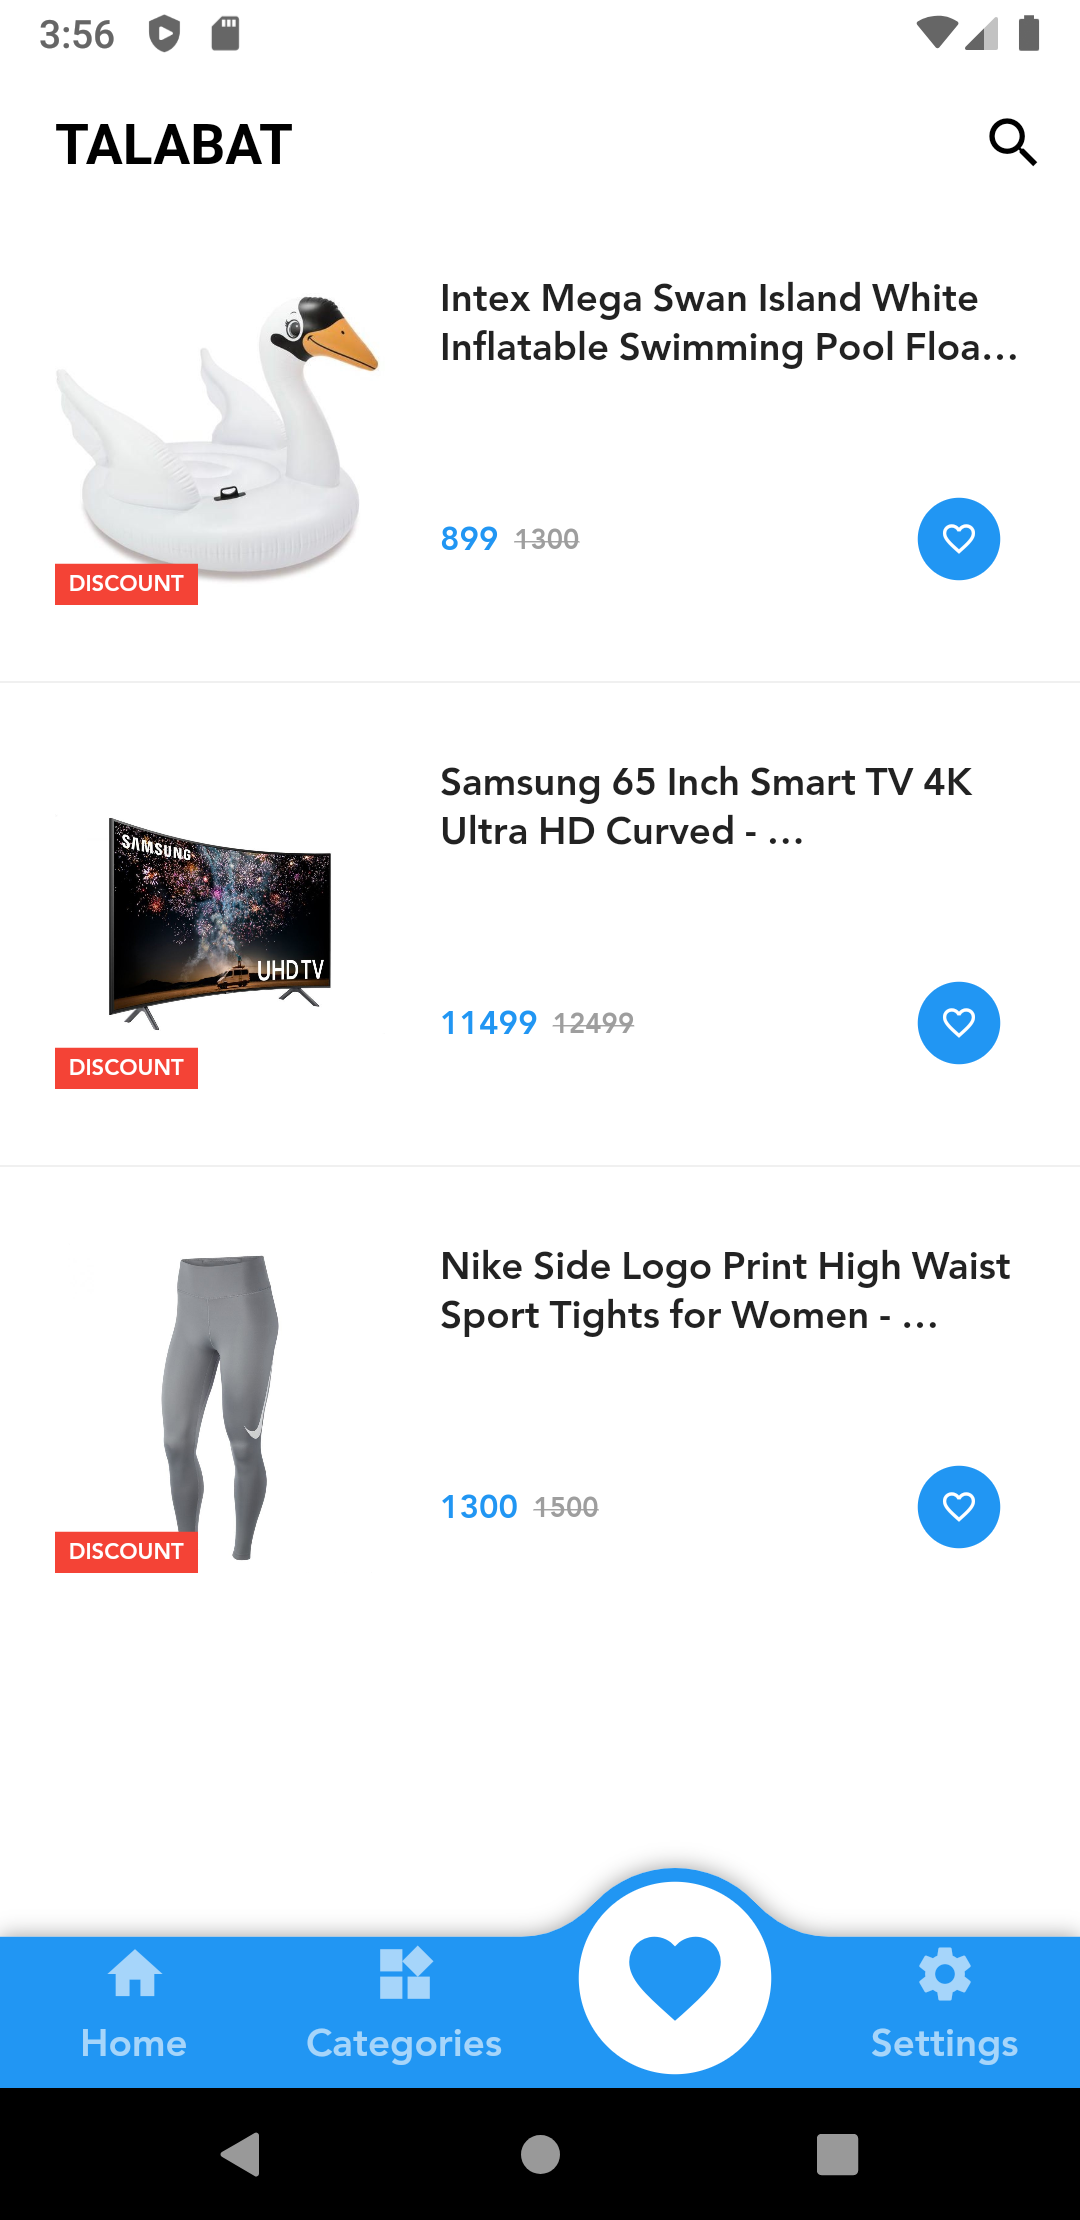 3:56
TALABAT
Intex Mega Swan Island White
Inflatable Swimming Pool Floa...
899 1300
DISCOUNT
Samsung 65 Inch Smart TV 4K
Ultra HD Curved - ...
SAMSUNG
UHD TV
11499 12499
DISCOUNT
Nike Side Logo Print High Waist
Sport Tights for Women - ...
1300 1500
DISCOUNT
Home
Categories
Settings